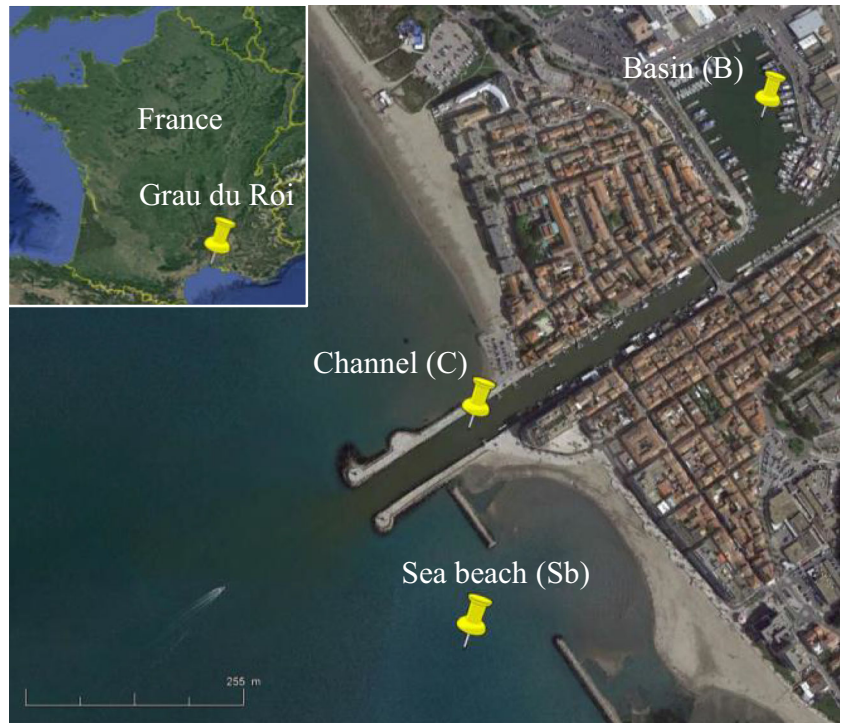 France
Grau du Roi
Basin (B)
Channel (C)
Sea beach (Sb)
255 m